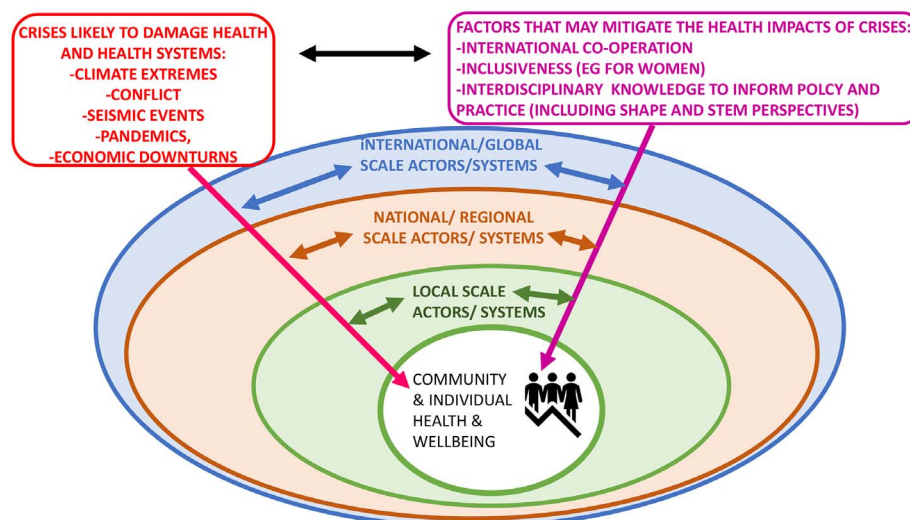 CRISES LIKELY TO DAMAGE HEALTH
AND HEALTH SYSTEMS:
-CLIMATE EXTREMES
-CONFLICT
-SEISMIC EVENTS
-PANDEMICS,
-ECONOMIC DOWNTURNS
FACTORS THAT MAY MITIGATE THE HEALTH IMPACTS OF CRISES:
-INTERNATIONAL CO-OPERATION
-INCLUSIVENESS (EG FOR WOMEN)
-INTERDISCIPLINARY KNOWLEDGE TO INFORM POLCY AND
PRACTICE (INCLUDING SHAPE AND STEM PERSPECTIVES)
iNTERNATIONAL/GLOBAL
SCALE ACTORS/SYSTEMS
NATIONAL/ REGIONAL
SCALE ACTORS/ SYSTEMS
LOCAL SCALE
ACTORS/ SYSTEMS
COMMUNITY
& INDIVIDUAL
HEALTH &
WELLBEING